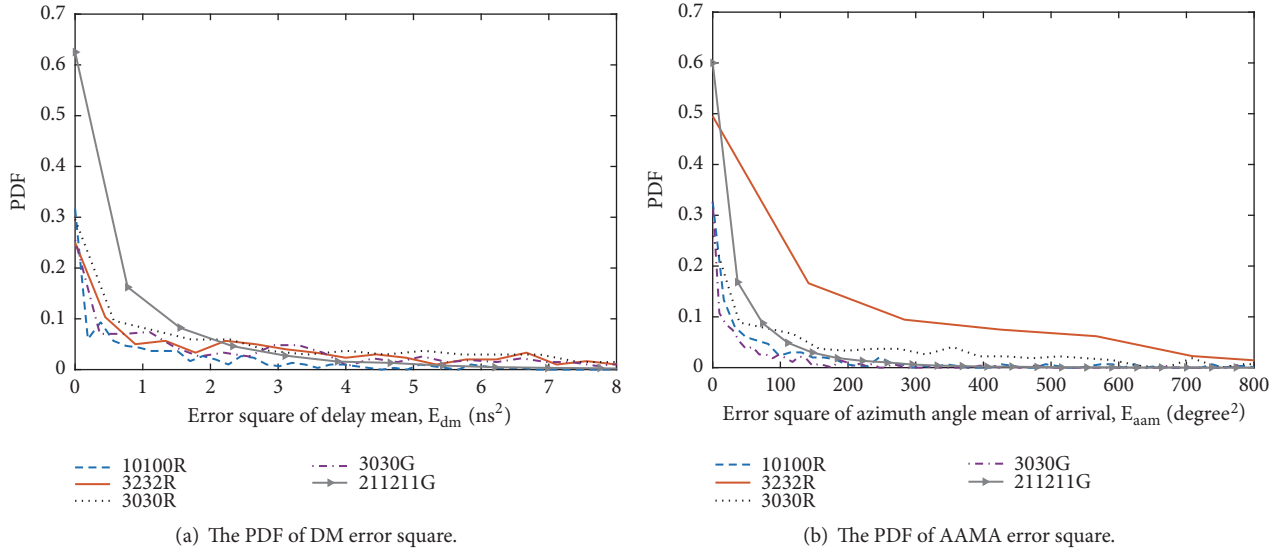 0.7
0.6
0.5
0.4
0.3
0.2
0.1
0
PDF
0 1 2 3 4 5 6 7 8
Error square of delay mean, E_dm (ns²)
10100R
3232R
3030R
3030G
211211G
(a) The PDF of DM error square.
0.7
0.6
0.5
0.4
0.3
0.2
0.1
0
PDF
0 100 200 300 400 500 600 700 800
Error square of azimuth angle mean of arrival, E_aam (degree²)
10100R
3232R
3030R
3030G
211211G
(b) The PDF of AAMA error square.